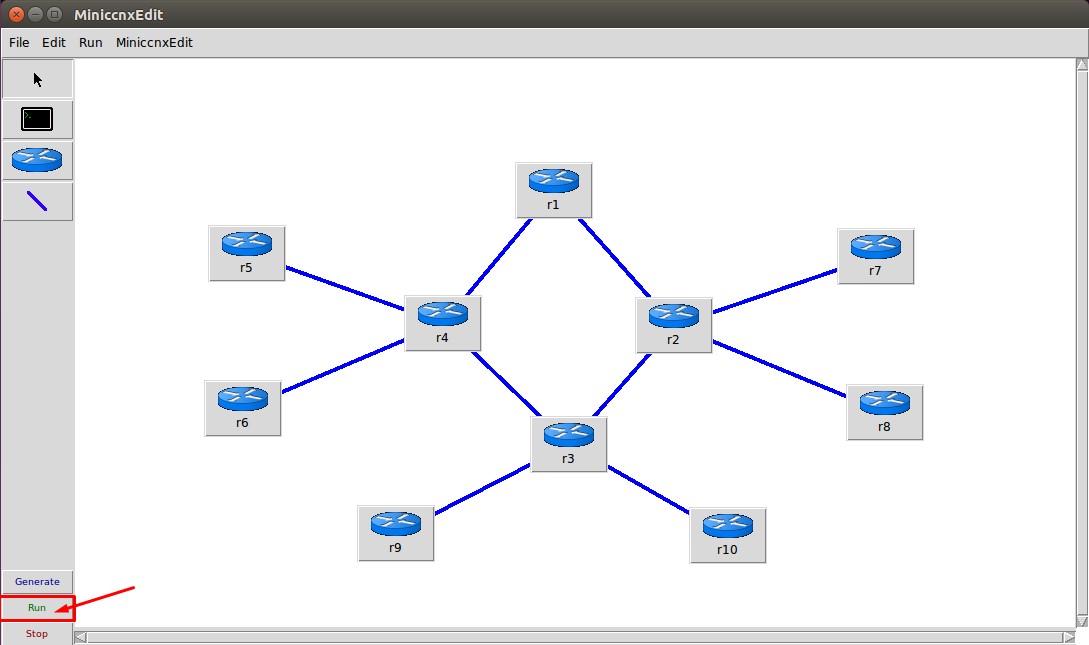 MiniccnxEdit
File Edit Run MiniccnxEdit
r1
r5
r7
r4
r2
r6
r8
r3
r9
r10
Generate
Run
Stop